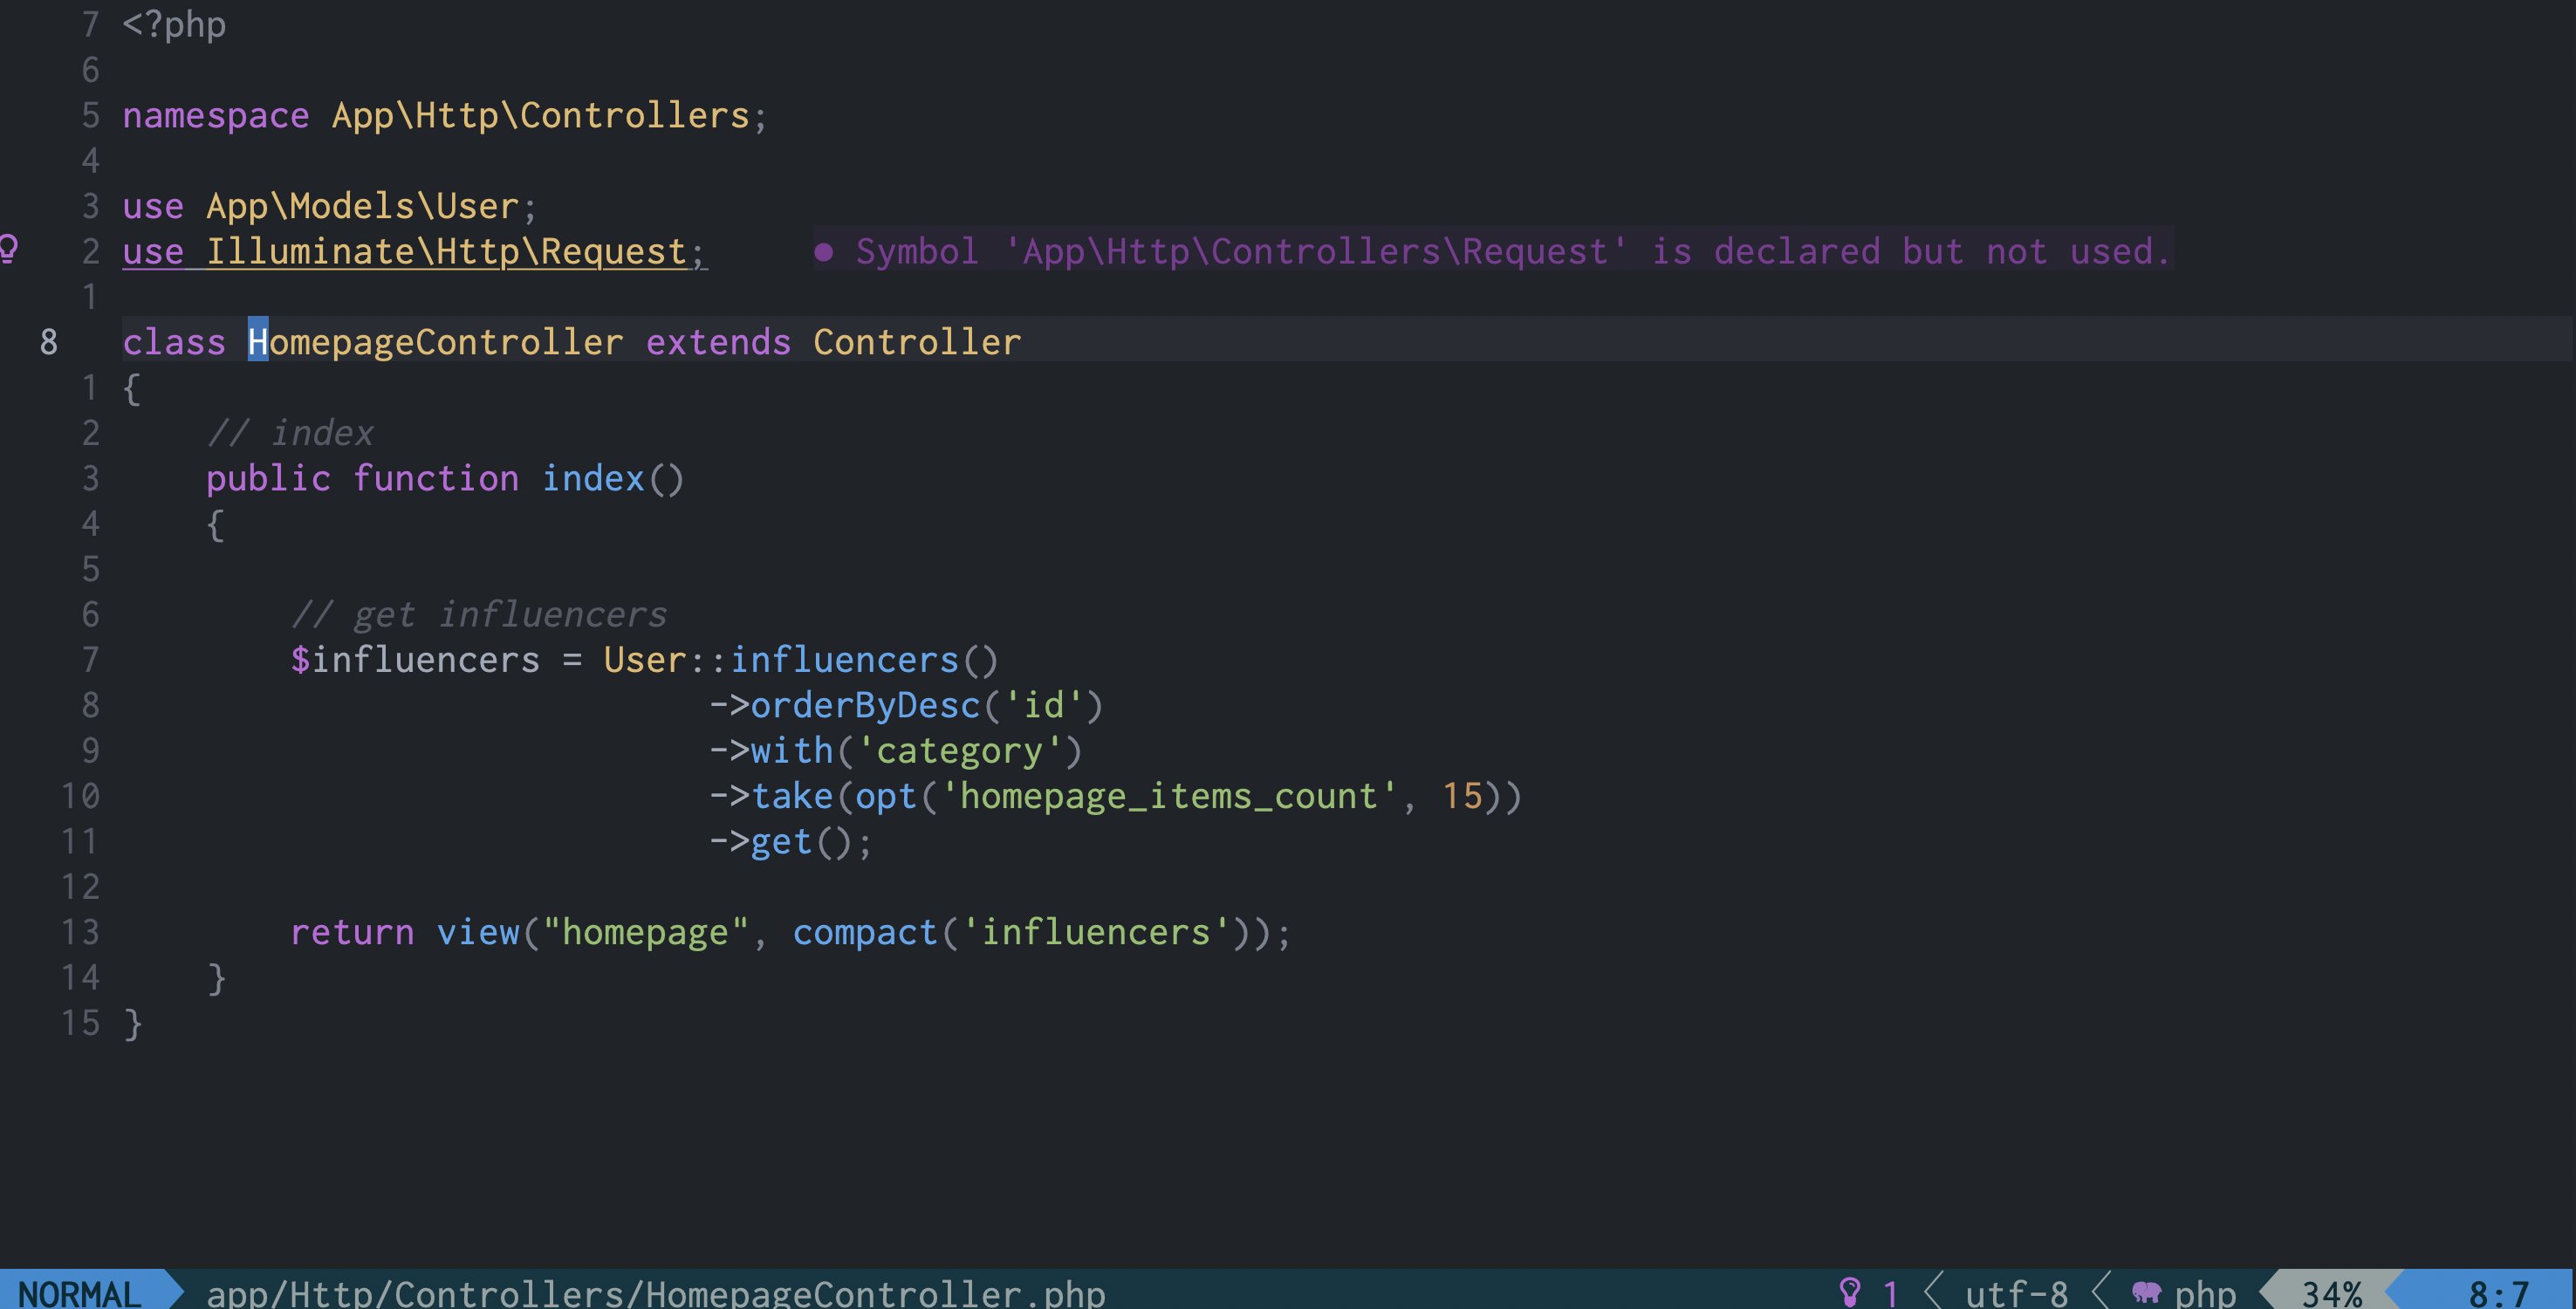 7 <?php
6
5 namespace App\Http\Controllers;
4
3 use App\Models\User;
2 use Illuminate\Http\Request; ● Symbol 'App\Http\Controllers\Request' is declared but not used.
1
8 class HomepageController extends Controller
1 {
2     // index
3     public function index()
4     {
5
6         // get influencers
7         $influencers = User::influencers()
8                             ->orderByDesc('id')
9                             ->with('category')
10                             ->take(opt('homepage_items_count', 15))
11                             ->get();
12
13         return view("homepage", compact('influencers'));
14     }
15 }
NORMAL app/Http/Controllers/HomepageController.php 1 utf-8 php 34% 8:7